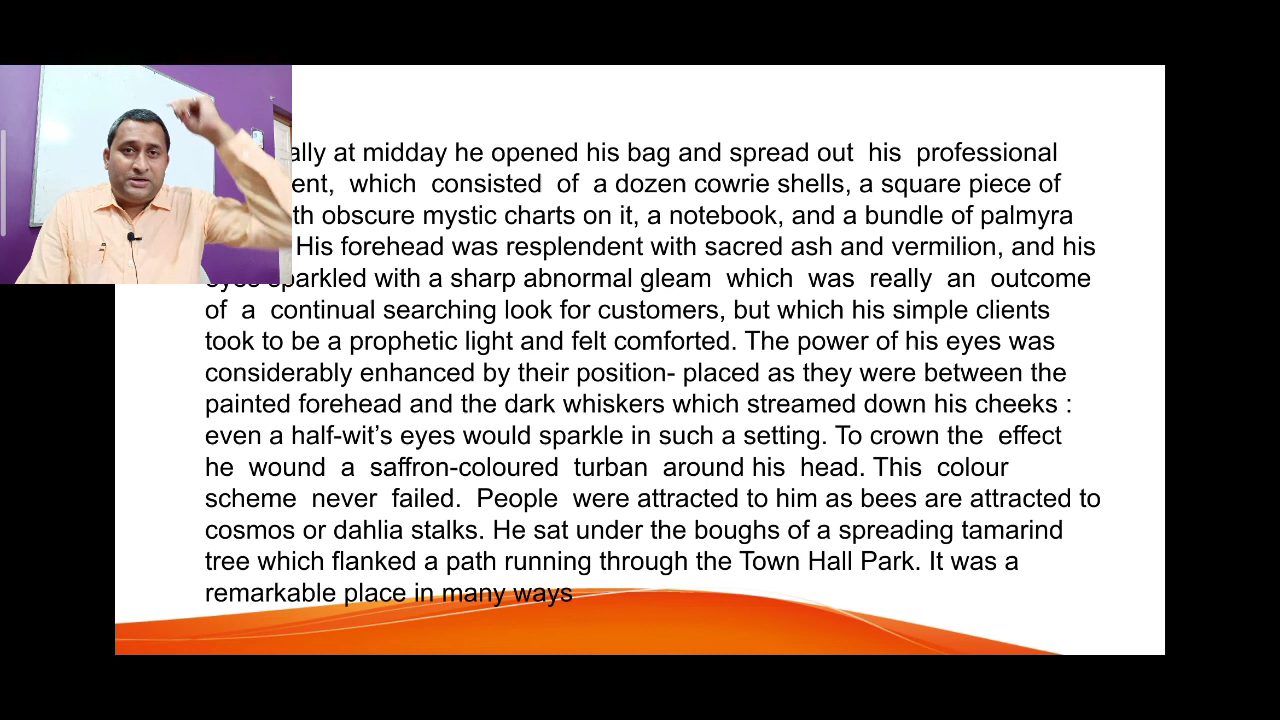 at midday he opened his bag and spread out his professional
which consisted of a dozen cowrie shells, a square piece of
obscure mystic charts on it, a notebook, and a bundle of palmyra
His forehead was resplendent with sacred ash and vermilion, and his
eyes sparkled with a sharp abnormal gleam which was really an outcome
of a continual searching look for customers, but which his simple clients
took to be a prophetic light and felt comforted. The power of his eyes was
considerably enhanced by their position- placed as they were between the
painted forehead and the dark whiskers which streamed down his cheeks :
even a half-wit’s eyes would sparkle in such a setting. To crown the effect
he wound a saffron-coloured turban around his head. This colour
scheme never failed. People were attracted to him as bees are attracted to
cosmos or dahlia stalks. He sat under the boughs of a spreading tamarind
tree which flanked a path running through the Town Hall Park. It was a
remarkable place in many ways